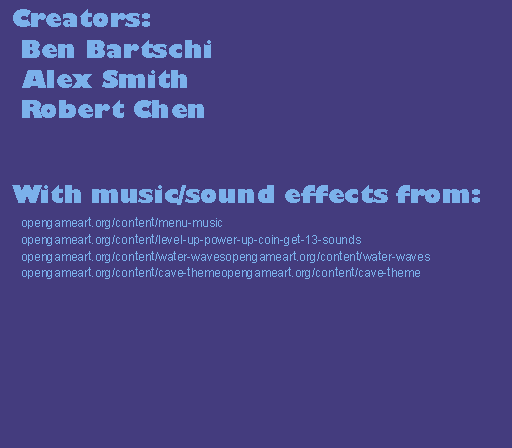 Creators:
Ben Bartschi
Alex Smith
Robert Chen
With music/sound effects from:
opengameart.org/content/menu-music
opengameart.org/content/level-up-power-up-coin-get-13-sounds
opengameart.org/content/water-wavesopengameart.org/content/water-waves
opengameart.org/content/cave-themeopengameart.org/content/cave-theme